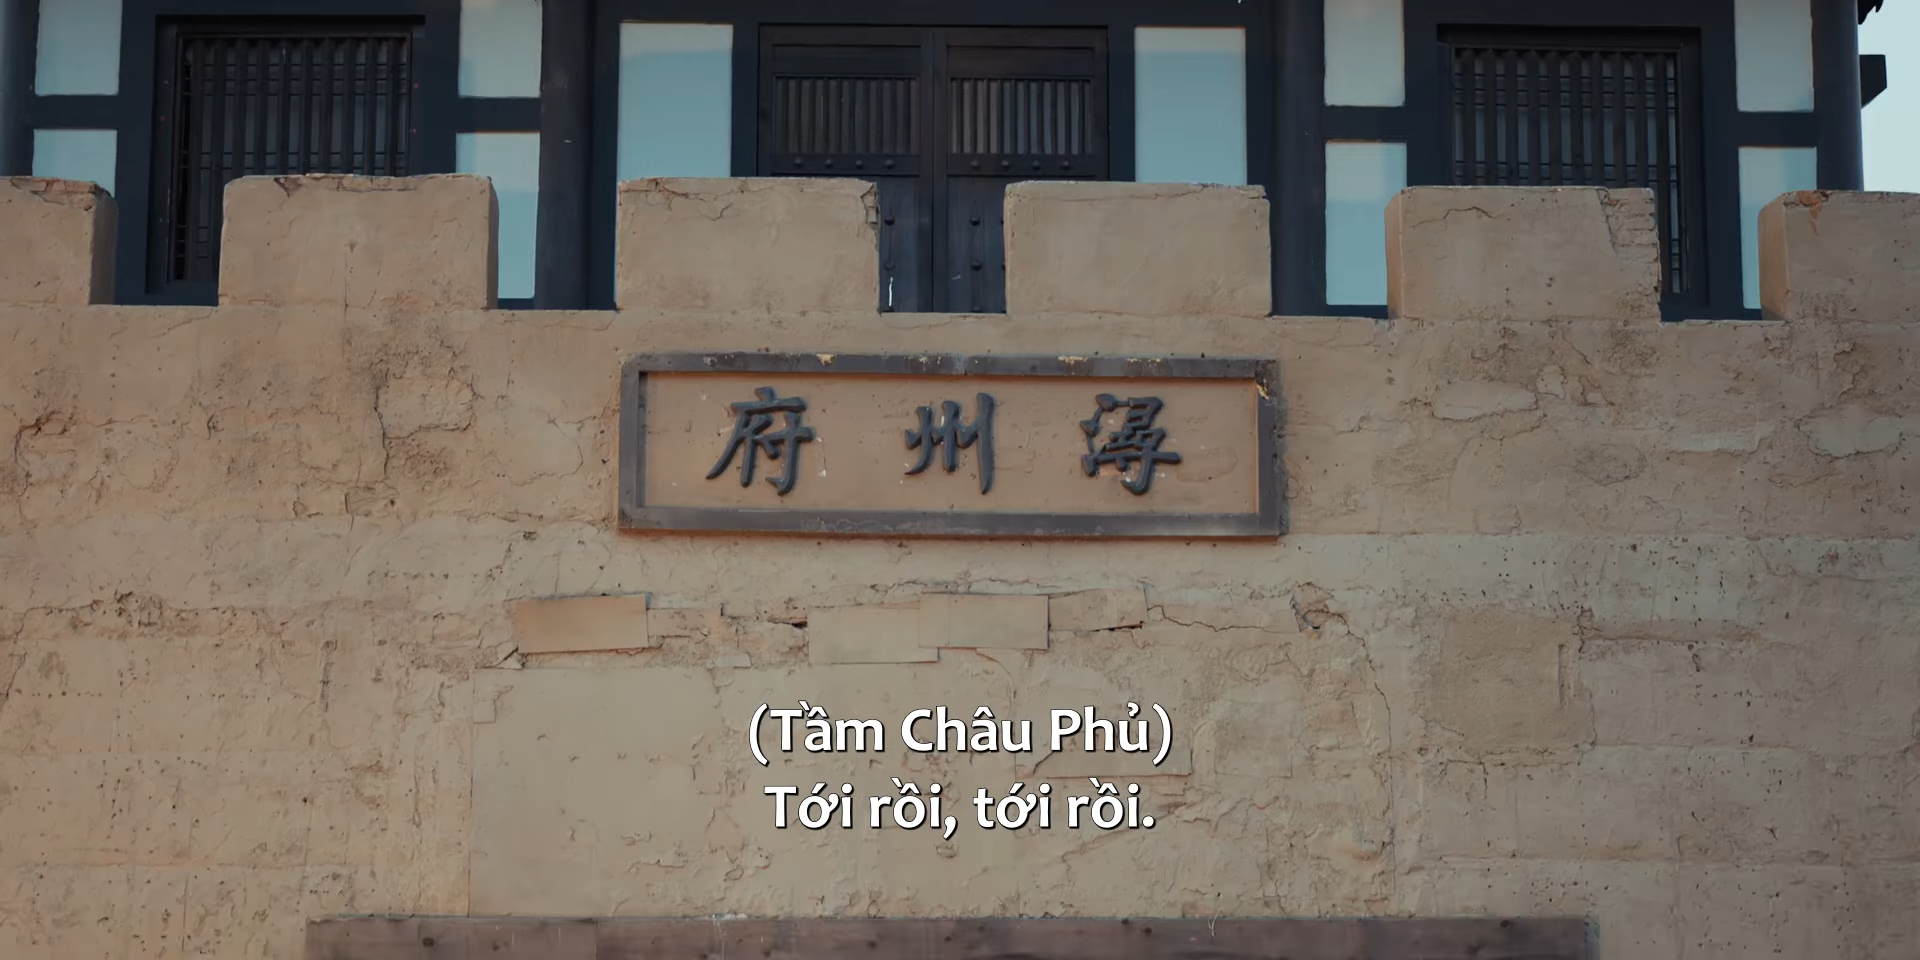 潯州府
(Tầm Châu Phủ)
Tới rồi, tới rồi.